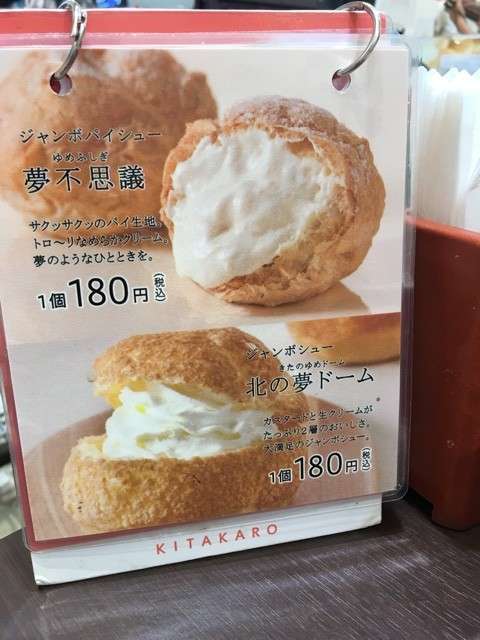 ジャンボパイシュー
ゆめふしぎ
夢不思議
サクッサクッのパイ生地。
トロ〜リなめらかクリーム。
夢のようなひとときを。
1個180円(税込)
ジャンボシュー
きたのゆめドーム
北の夢ドーム
カスタードと生クリームが
たっぷり2層のおいしさ。
大満足のジャンボシュー。
1個180円(税込)
KITAKARO